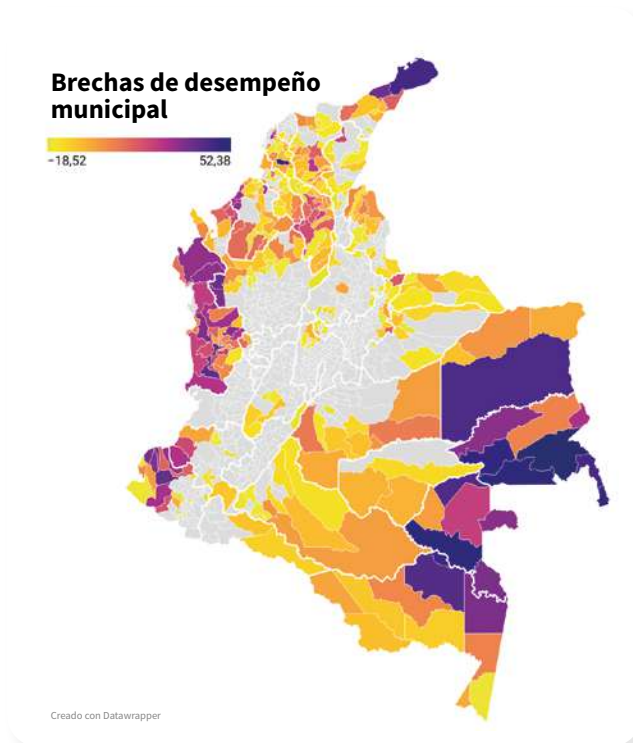 Brechas de desempeño
municipal
-18,52 52,38
Creado con Datawrapper